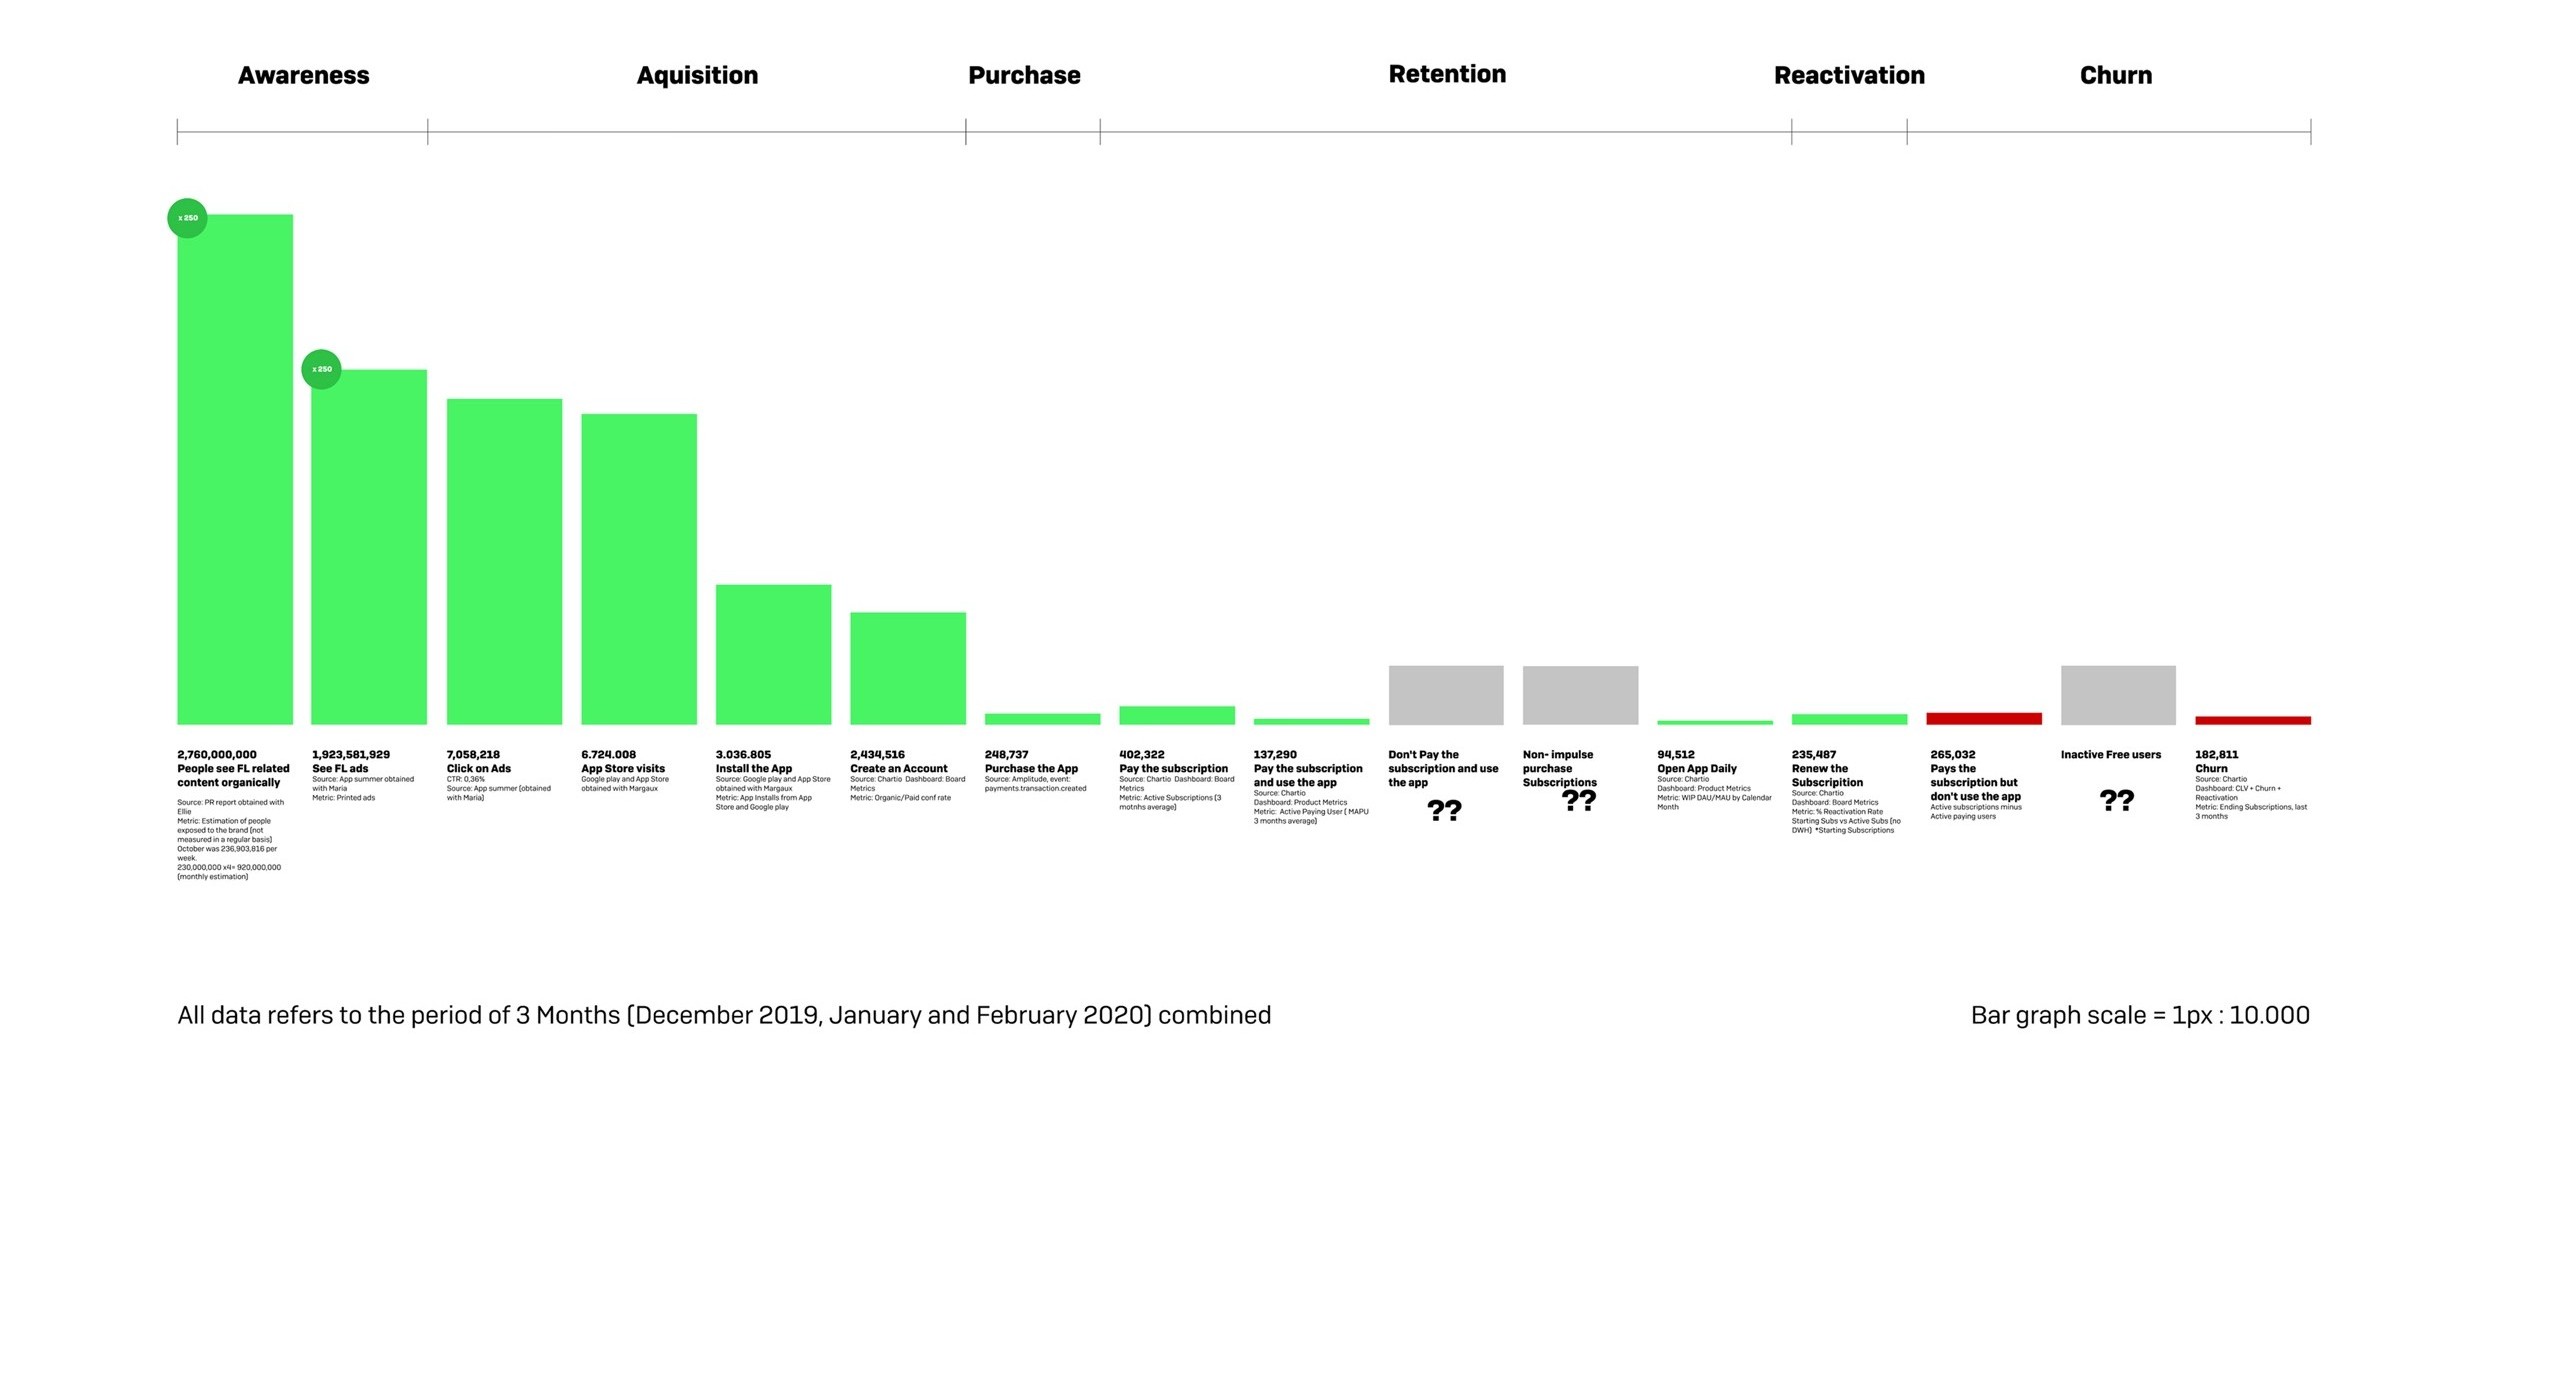 Awareness
Aquisition
Purchase
Retention
Reactivation
Churn
x 250
x 250
2,760,000,000
People see FL related
content organically
Source: PR report obtained with
Ellie
Metric: Estimation of people
exposed to the brand (not
measured in a regular basis)
October was 236,903,816 per
week.
230,000,000 x4= 920,000,000
(monthly estimation)
1,923,581,929
See FL ads
Source: App summer obtained
with Maria
Metric: Printed ads
7,058,218
Click on Ads
CTR: 0,36%
Source: App summer (obtained
with Maria)
6.724.008
App Store visits
Google play and App Store
obtained with Margaux
3.036.805
Install the App
Source: Google play and App Store
obtained with Margaux
Metric: App Installs from App
Store and Google play
2,434,516
Create an Account
Source: Chartio Dashboard: Board
Metrics
Metric: Organic/Paid conf rate
248,737
Purchase the App
Source: Amplitude, event:
payments.transaction.created
402,322
Pay the subscription
Source: Chartio Dashboard: Board
Metrics
Metric: Active Subscriptions (3
motnhs average)
137,290
Pay the subscription
and use the app
Source: Chartio
Dashboard: Product Metrics
Metric: Active Paying User ( MAPU
3 months average)
Don't Pay the
subscription and use
the app
??
Non- impulse
purchase
Subscriptions
??
94,512
Open App Daily
Source: Chartio
Metric: WIP DAU/MAU by Calendar
Month
235,487
Renew the
Subscripition
Source: Chartio
Dashboard: Board Metrics
Metric: % Reactivation Rate
Starting Subs vs Active Subs (no
DWH) *Starting Subscriptions
265,032
Pays the
subscription but
don't use the app
Active subscriptions minus
Active paying users
Inactive Free users
??
182,811
Churn
Source: Chartio
Dashboard: CLV + Churn +
Reactivation
Metric: Ending Subscriptions, last
3 months
All data refers to the period of 3 Months (December 2019, January and February 2020) combined
Bar graph scale = 1px : 10.000